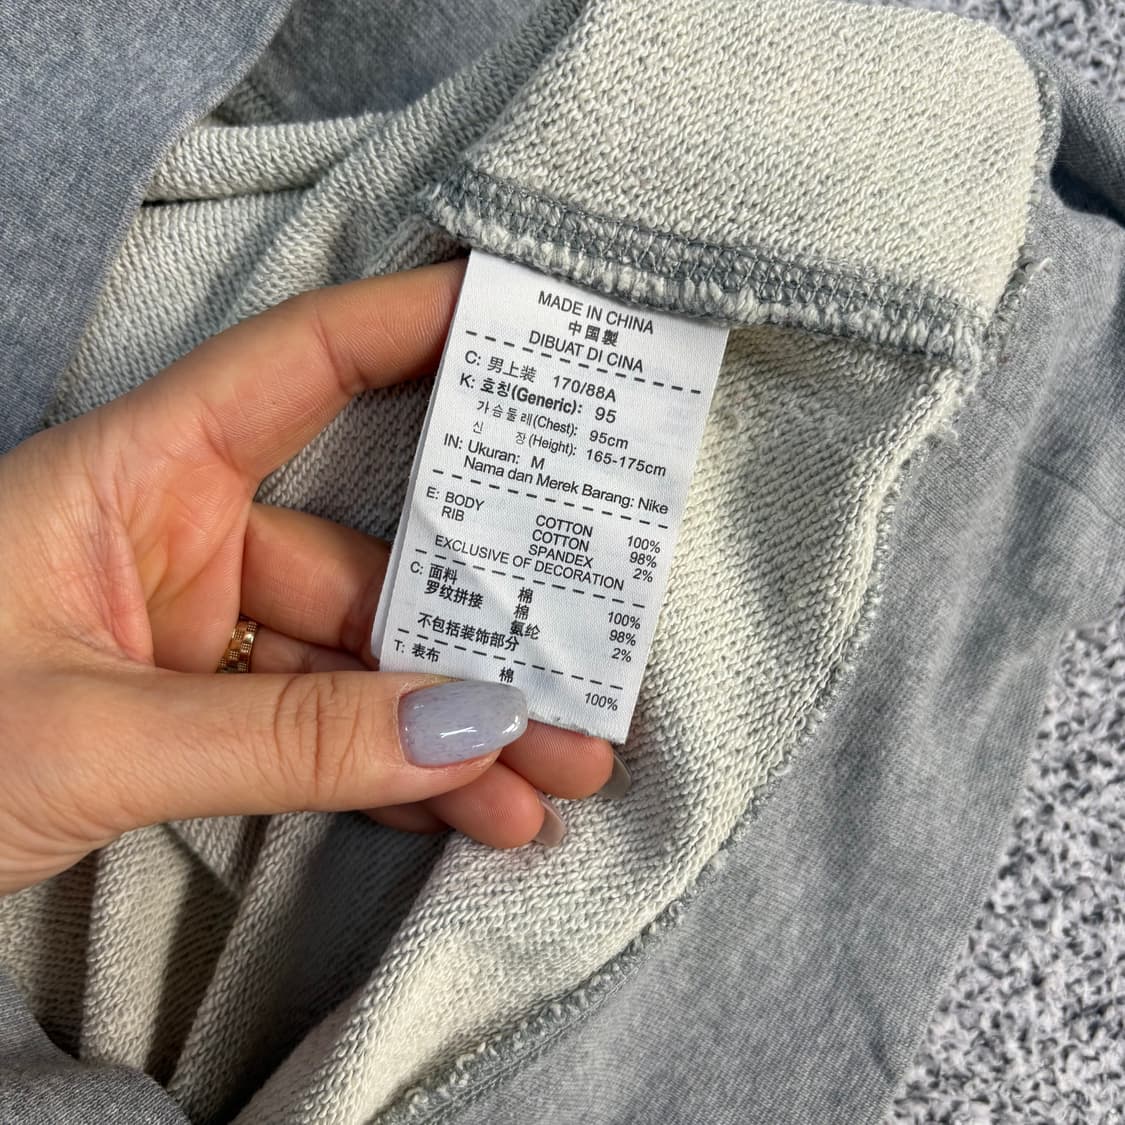 MADE IN CHINA
中国製
DIBUAT DI CINA
C: 男上装 170/88A
K: 호칭(Generic): 95
가슴둘레(Chest): 95cm
신 장(Height): 165-175cm
IN: Ukuran: M
Nama dan Merek Barang: Nike
E: BODY COTTON 100%
RIB COTTON 98%
SPANDEX 2%
EXCLUSIVE OF DECORATION
C: 面料 棉 100%
罗纹拼接 棉 98%
氨纶 2%
不包括装饰部分
T: 表布 棉 100%